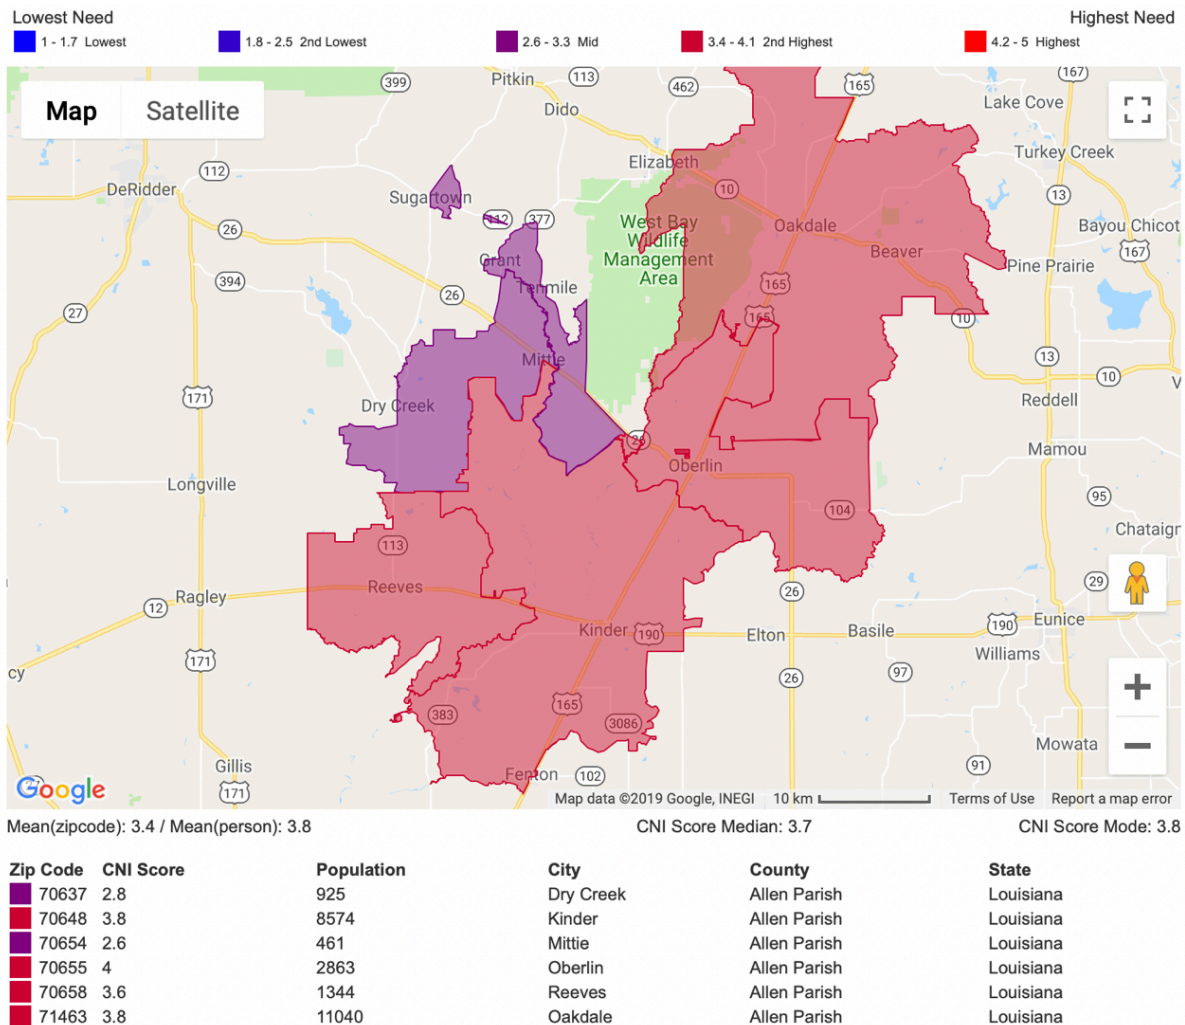 Lowest Need Highest Need
1 - 1.7 Lowest 1.8 - 2.5 2nd Lowest 2.6 - 3.3 Mid 3.4 - 4.1 2nd Highest 4.2 - 5 Highest
Map Satellite
399 Pitkin 113 462 165 167
Dido Lake Cove
Turkey Creek
112 Elizabeth
DeRidder 10 13
Sugartown
112 377 West Bay Oakdale Bayou Chicot
26 Wildlife
Management
Area
Beaver 167
Grant Pine Prairie
394 Tenmile 165
26
27 165 10
Mittie 13
10
171 Dry Creek Reddell
26
Mamou
Longville Oberlin
95
104
Chataign
113
Reeves 26 29
Ragley
12 Eunice
Kinder 190 Elton Basile 190
171 Williams
cy 26 97
383 165 3086
Mowata
Gillis Fenton 102 91
171
Google
Map data ©2019 Google, INEGI 10 km Terms of Use Report a map error
Mean(zipcode): 3.4 / Mean(person): 3.8 CNI Score Median: 3.7 CNI Score Mode: 3.8
Zip Code CNI Score Population City County State
70637 2.8 925 Dry Creek Allen Parish Louisiana
70648 3.8 8574 Kinder Allen Parish Louisiana
70654 2.6 461 Mittie Allen Parish Louisiana
70655 4 2863 Oberlin Allen Parish Louisiana
70658 3.6 1344 Reeves Allen Parish Louisiana
71463 3.8 11040 Oakdale Allen Parish Louisiana